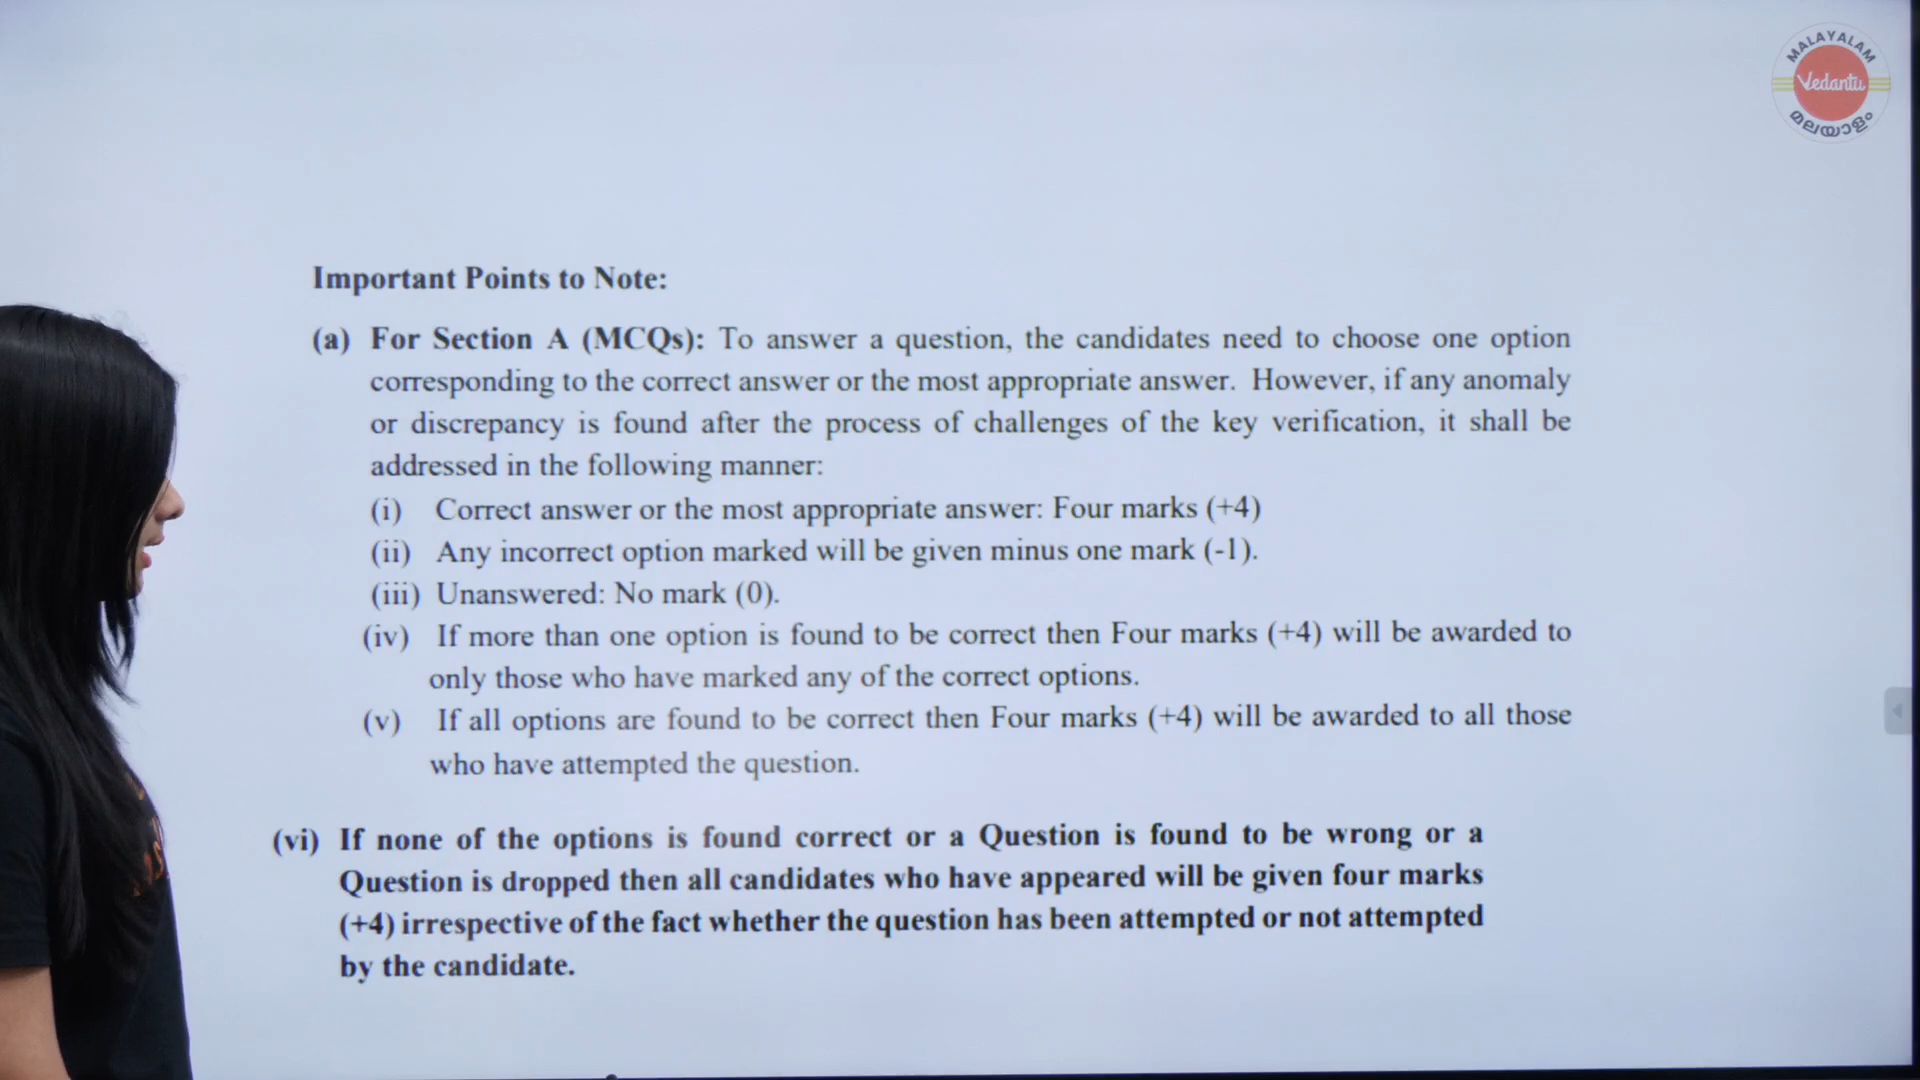 MALAYALAM
Vedantu
മലയാളം
Important Points to Note:
(a) For Section A (MCQs): To answer a question, the candidates need to choose one option
corresponding to the correct answer or the most appropriate answer. However, if any anomaly
or discrepancy is found after the process of challenges of the key verification, it shall be
addressed in the following manner:
(i) Correct answer or the most appropriate answer: Four marks (+4)
(ii) Any incorrect option marked will be given minus one mark (-1).
(iii) Unanswered: No mark (0).
(iv) If more than one option is found to be correct then Four marks (+4) will be awarded to
only those who have marked any of the correct options.
(v) If all options are found to be correct then Four marks (+4) will be awarded to all those
who have attempted the question.
(vi) If none of the options is found correct or a Question is found to be wrong or a
Question is dropped then all candidates who have appeared will be given four marks
(+4) irrespective of the fact whether the question has been attempted or not attempted
by the candidate.